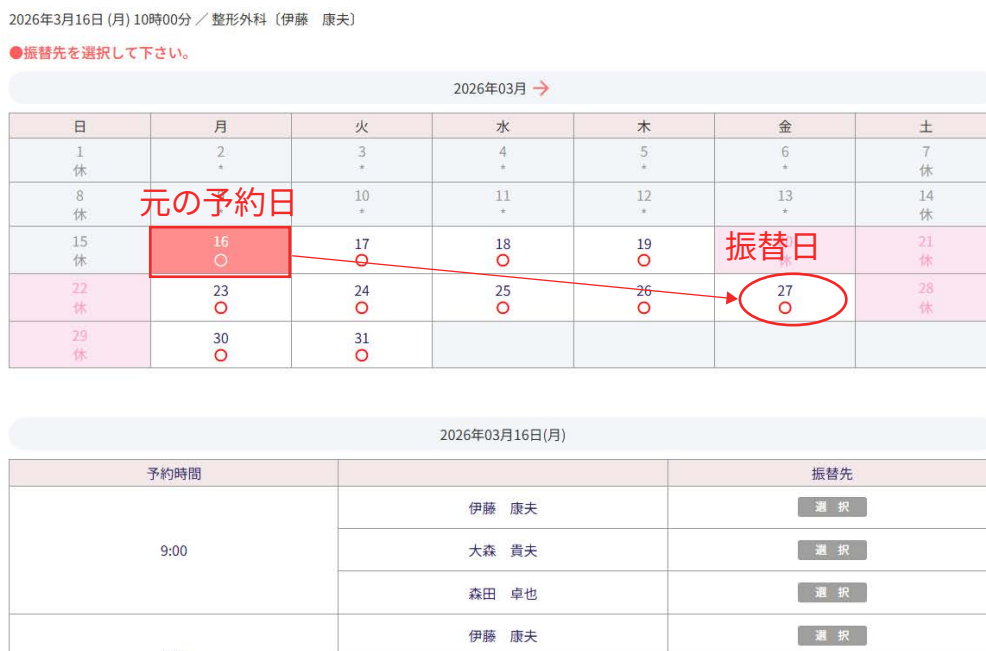 2026年3月16日 (月) 10時00分 ／ 整形外科〔伊藤　康夫〕
●振替先を選択して下さい。
2026年03月 →
日 月 火 水 木 金 土
1 2 3 4 5 6 7
休 * * * * * 休
8 10 11 12 13 14
休 * * * * 休
元の予約日
15 16 17 18 19 21
休 ○ ○ ○ ○ 休 休
振替日
22 23 24 25 26 27 28
休 ○ ○ ○ ○ ○ 休
29 30 31
休 ○ ○
2026年03月16日(月)
予約時間 振替先
伊藤　康夫 選 択
9:00 大森　貴夫 選 択
森田　卓也 選 択
伊藤　康夫 選 択